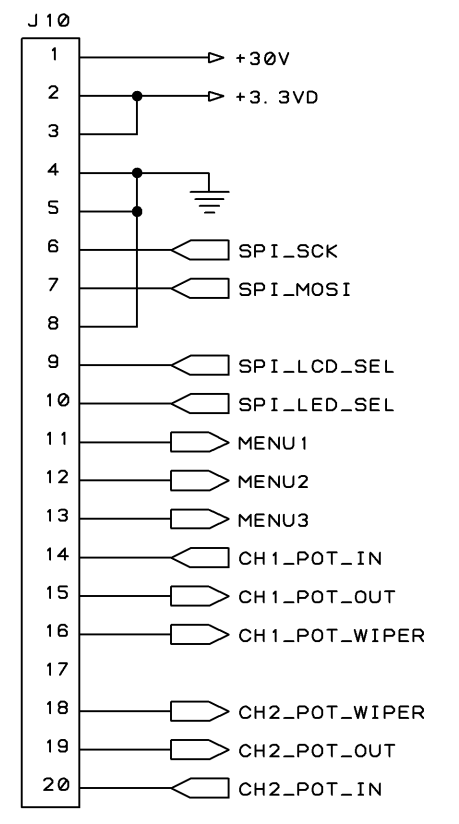 J10
1 +30V
2 +3.3VD
3
4
5
6 SPI_SCK
7 SPI_MOSI
8
9 SPI_LCD_SEL
10 SPI_LED_SEL
11 MENU1
12 MENU2
13 MENU3
14 CH1_POT_IN
15 CH1_POT_OUT
16 CH1_POT_WIPER
17
18 CH2_POT_WIPER
19 CH2_POT_OUT
20 CH2_POT_IN